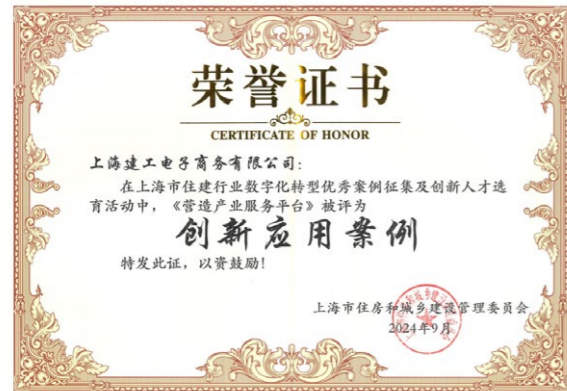 荣誉证书
CERTIFICATE OF HONOR
上海建工电子商务有限公司：
在上海市住建行业数字化转型优秀案例征集及创新人才选
育活动中，《营造产业服务平台》被评为
创新应用案例
特发此证，以资鼓励！
上海市住房和城乡建设管理委员会
2024年9月